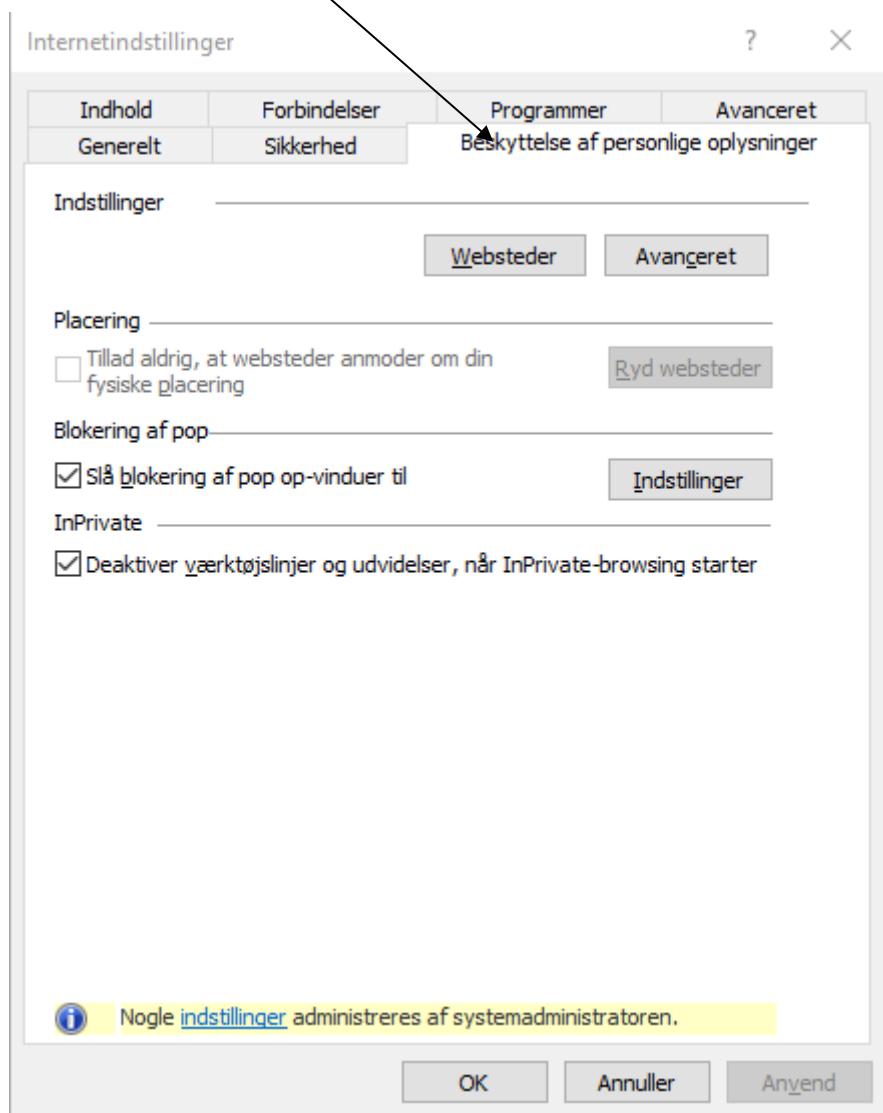 Internetindstillinger ?
Indhold Forbindelser Programmer Avanceret
Generelt Sikkerhed Beskyttelse af personlige oplysninger
Indstillinger
Websteder Avanceret
Placering
Tillad aldrig, at websteder anmoder om din
fysiske placering
Ryd websteder
Blokering af pop
Slå blokering af pop op-vinduer til
Indstillinger
InPrivate
Deaktiver værktøjslinjer og udvidelser, når InPrivate-browsing starter
Nogle indstillinger administreres af systemadministratoren.
OK Annuller Anvend